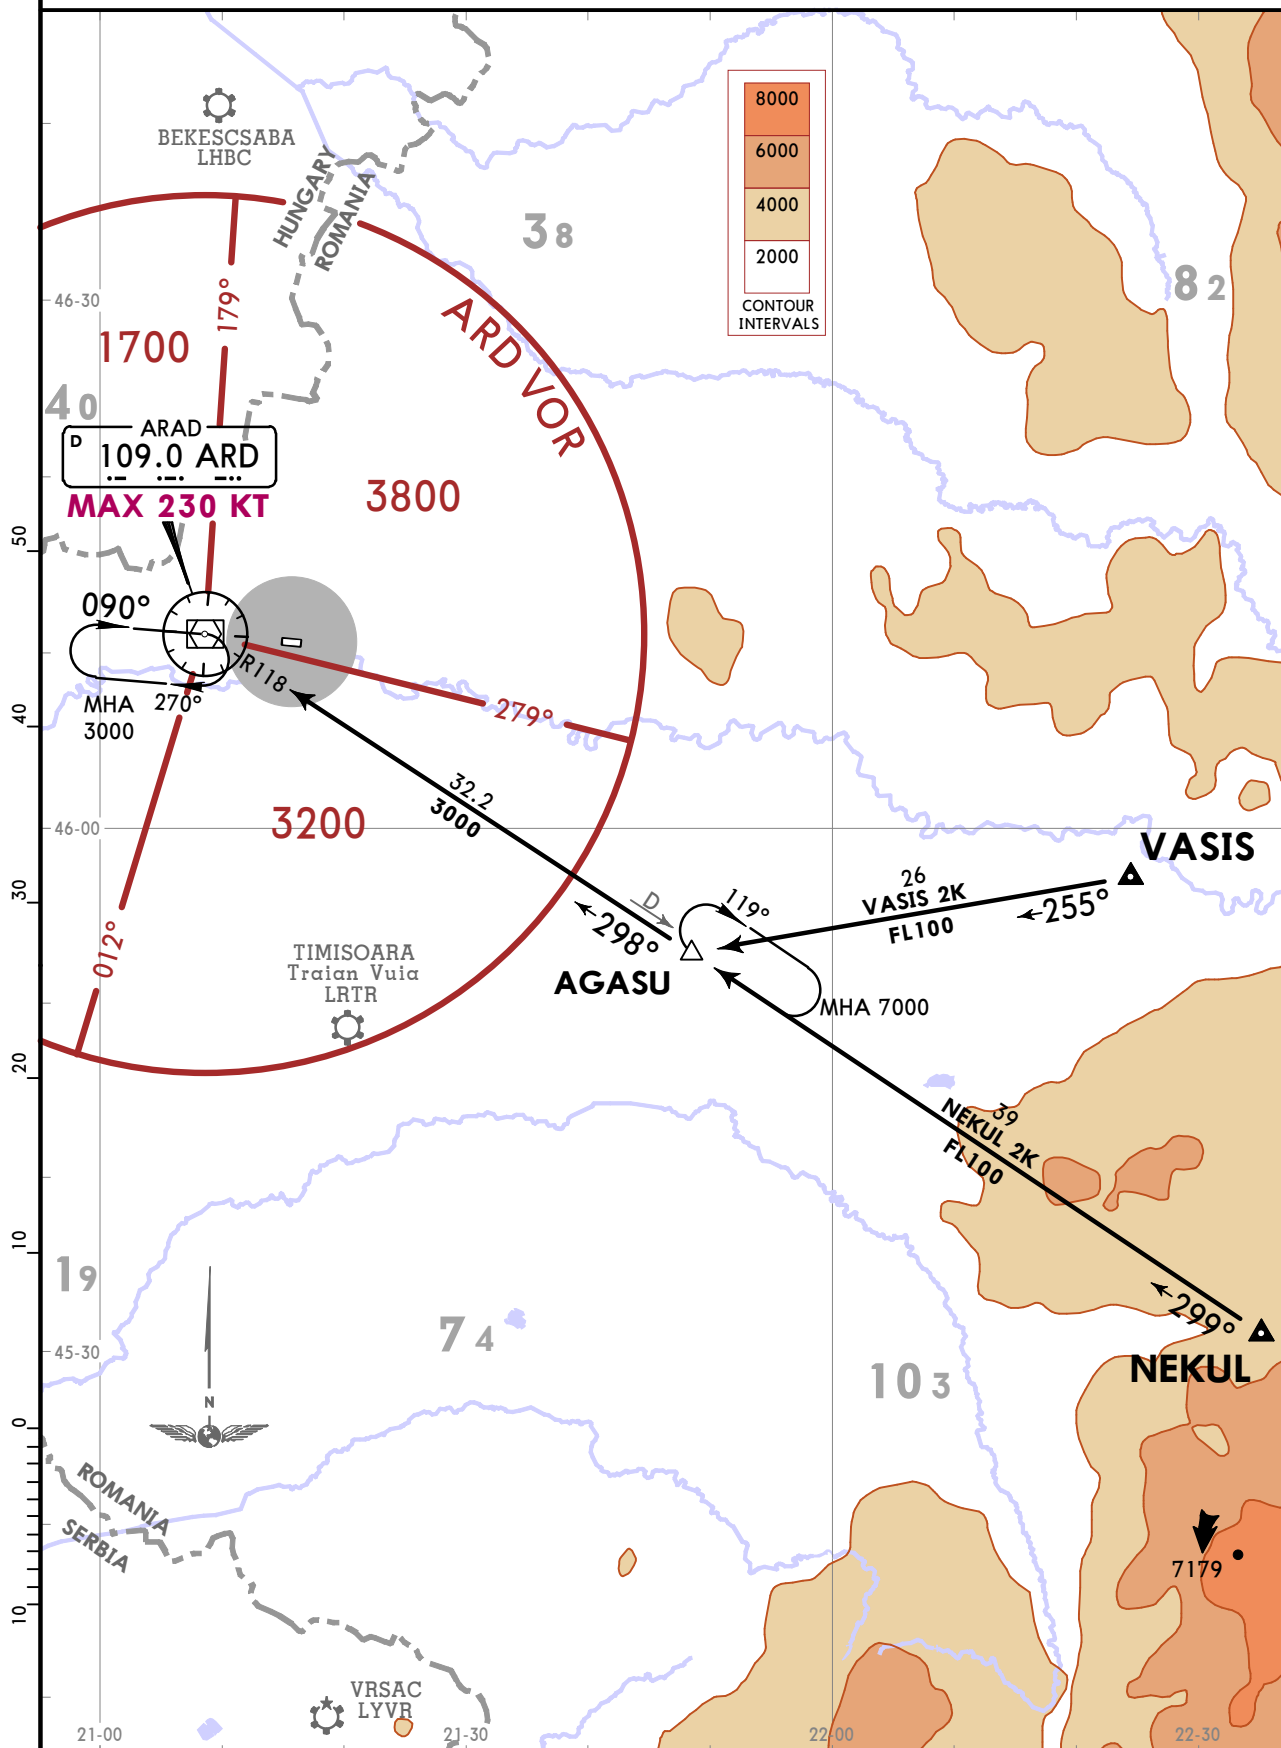 8000
6000
4000
2000
CONTOUR
INTERVALS
BEKESCSABA
LHBC
HUNGARY
ROMANIA
38
82
46-30
179°
1700
ARD VOR
40
ARAD
D 109.0 ARD
MAX 230 KT
3800
50
090°
R118
MHA
3000
270°
279°
40
32.2
3000
3200
46-00
VASIS
26
VASIS 2K
FL100
255°
30
D
119°
298°
AGASU
MHA 7000
012°
TIMISOARA
Traian Vuia
LRTR
20
39
NEKUL 2K
FL100
10
19
74
299°
NEKUL
45-30
103
N
0
ROMANIA
SERBIA
7179
10
VRSAC
LYVR
21-00
21-30
22-00
22-30